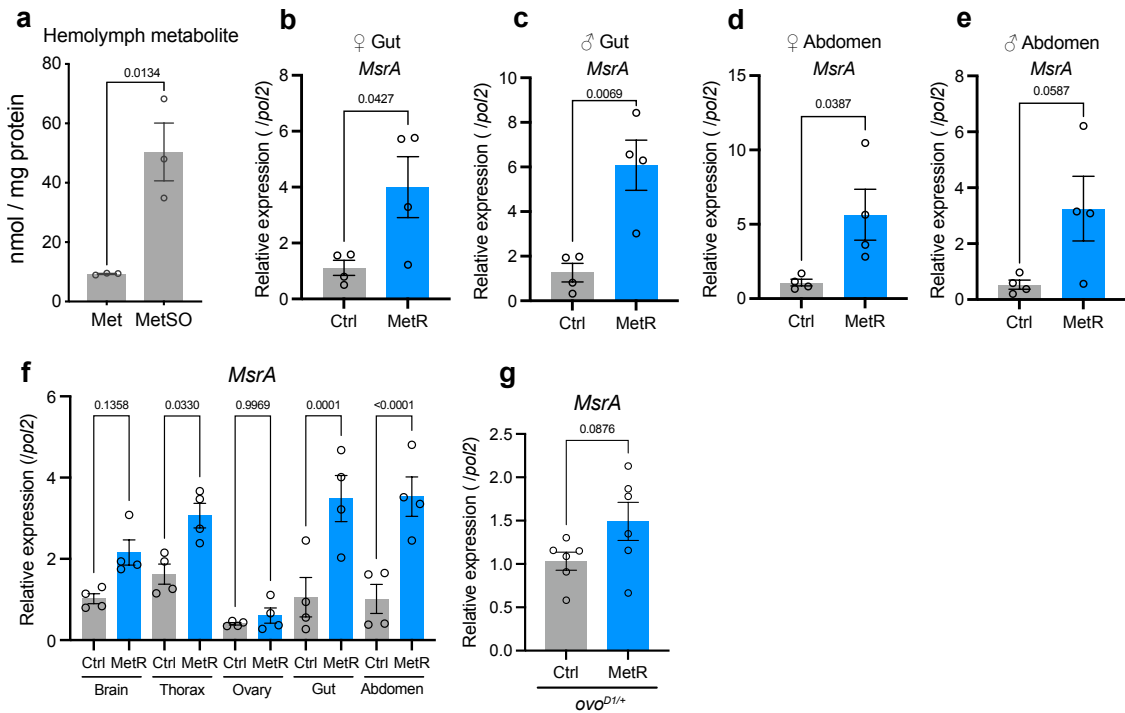 a
Hemolymph metabolite
nmol / mg protein
80
60
40
20
0
0.0134
Met MetSO
b
♀ Gut
MsrA
Relative expression ( /pol2)
8
6
4
2
0
0.0427
Ctrl MetR
c
♂ Gut
MsrA
Relative expression ( /pol2)
10
8
6
4
2
0
0.0069
Ctrl MetR
d
♀ Abdomen
MsrA
Relative expression ( /pol2)
15
10
5
0
0.0387
Ctrl MetR
e
♂ Abdomen
MsrA
Relative expression ( /pol2)
8
6
4
2
0
0.0587
Ctrl MetR
f
MsrA
Relative expression (/pol2)
6
4
2
0
0.1358 0.0330 0.9969 0.0001 <0.0001
Ctrl MetR Ctrl MetR Ctrl MetR Ctrl MetR Ctrl MetR
Brain Thorax Ovary Gut Abdomen
g
MsrA
Relative expression ( /pol2)
2.5
2.0
1.5
1.0
0.5
0.0
0.0876
Ctrl MetR
ovoD1/+